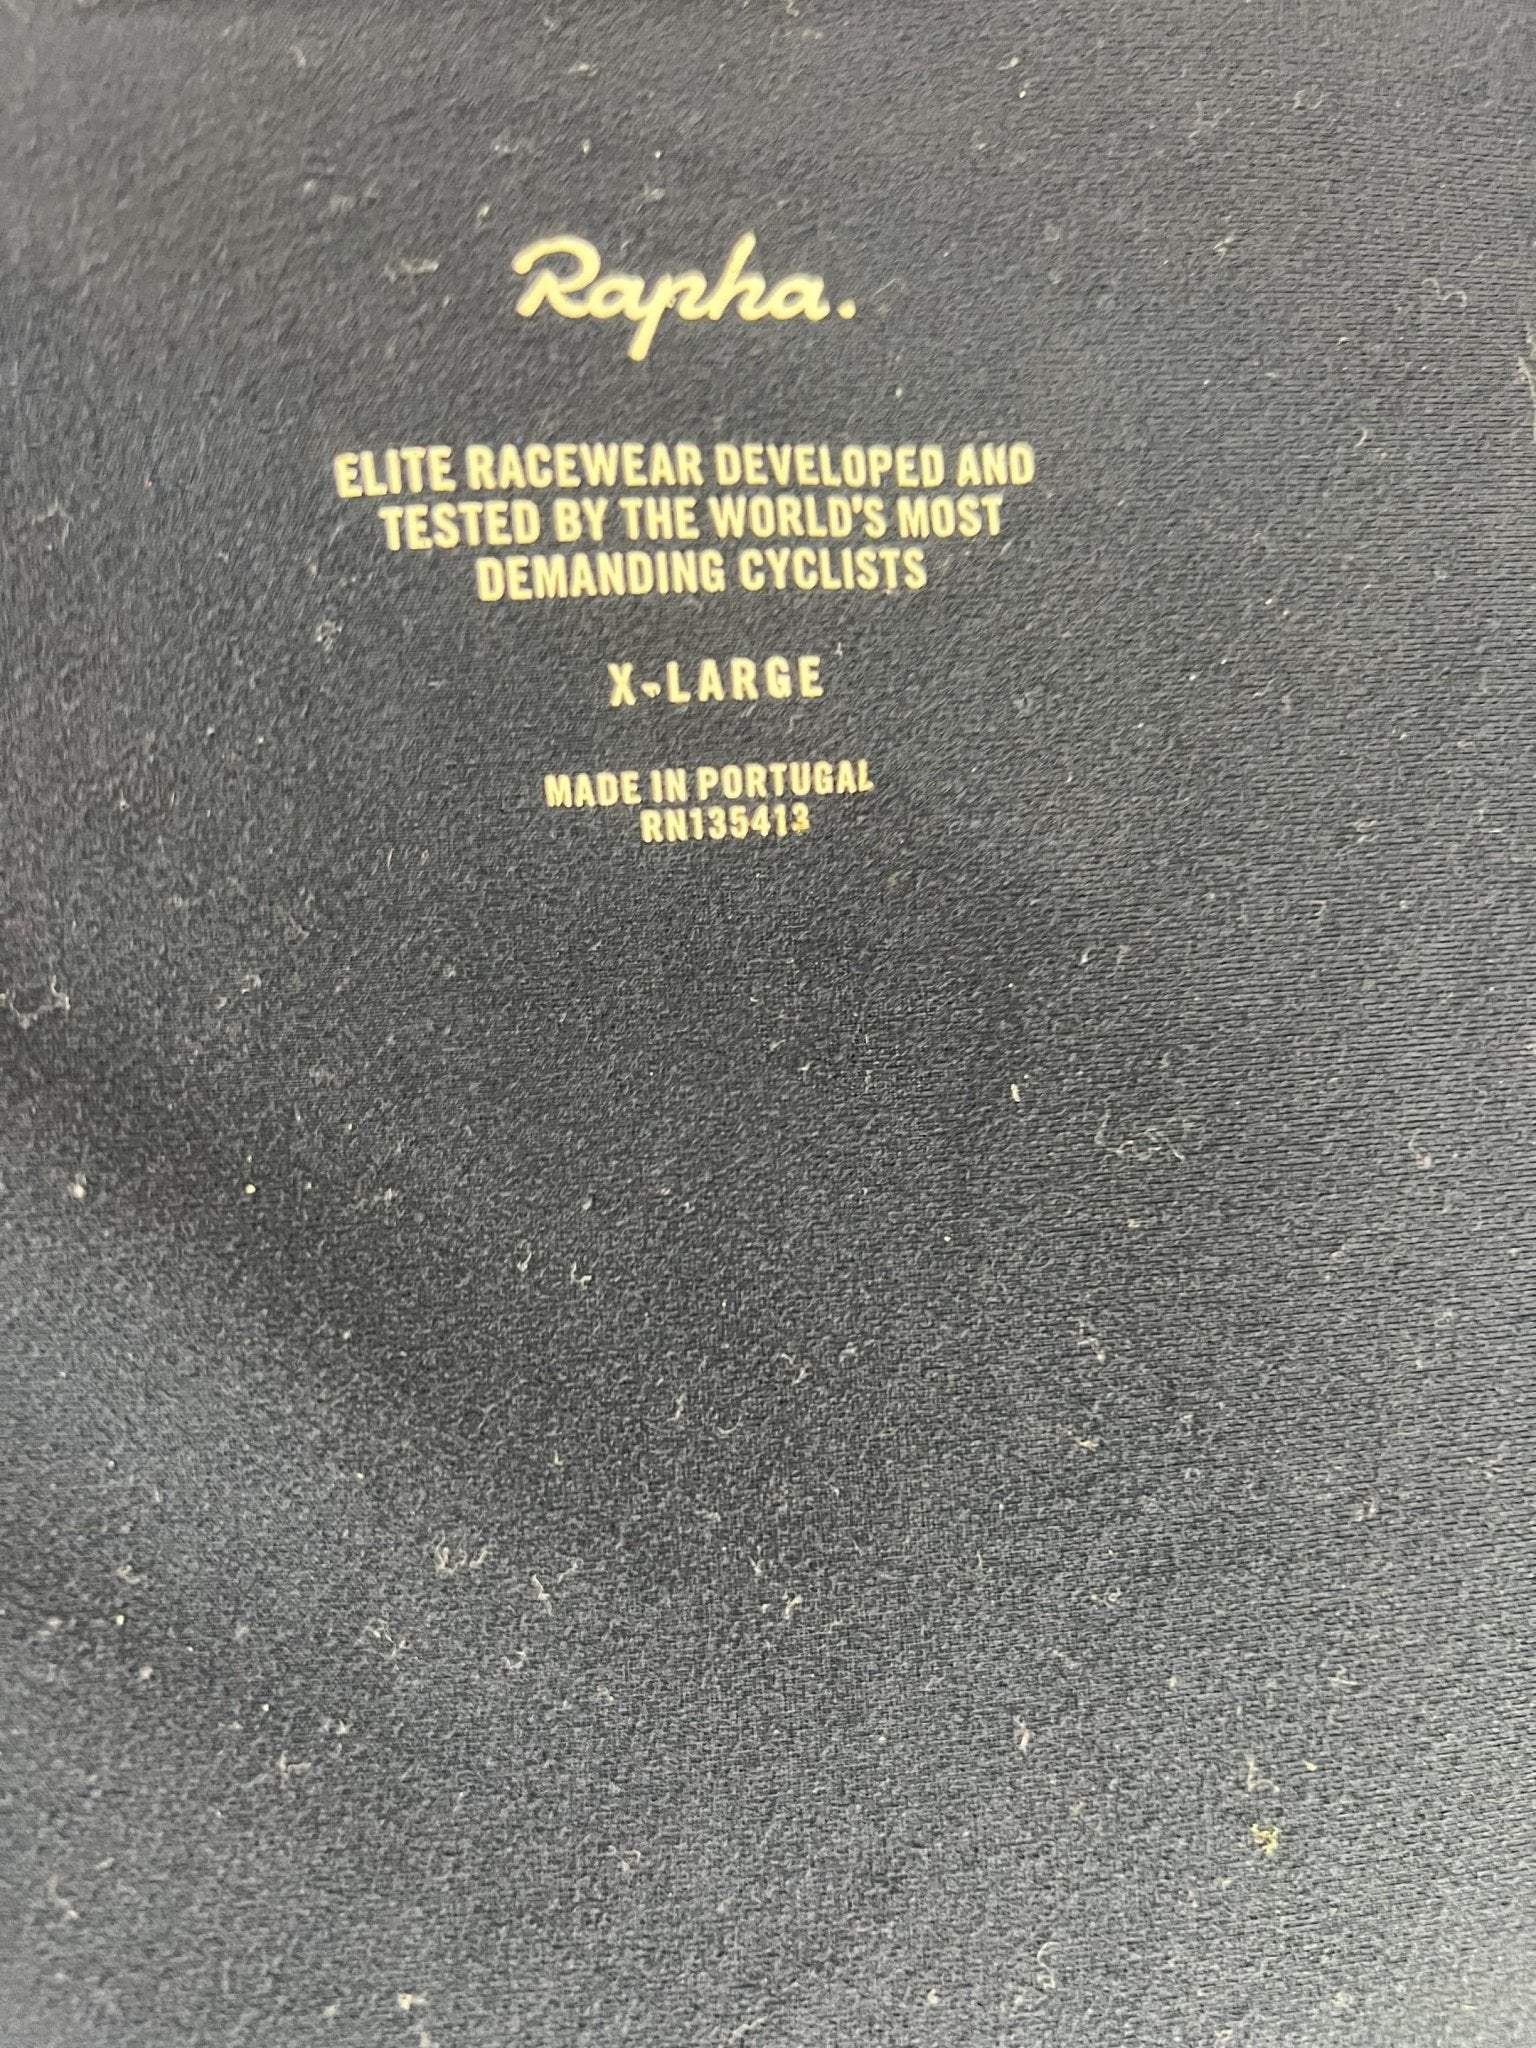 Rapha.
ELITE RACEWEAR DEVELOPED AND
TESTED BY THE WORLD'S MOST
DEMANDING CYCLISTS
X-LARGE
MADE IN PORTUGAL
RN135413